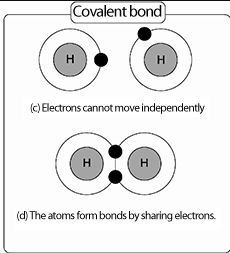 Covalent bond
H H
(c) Electrons cannot move independently
H H
(d) The atoms form bonds by sharing electrons.